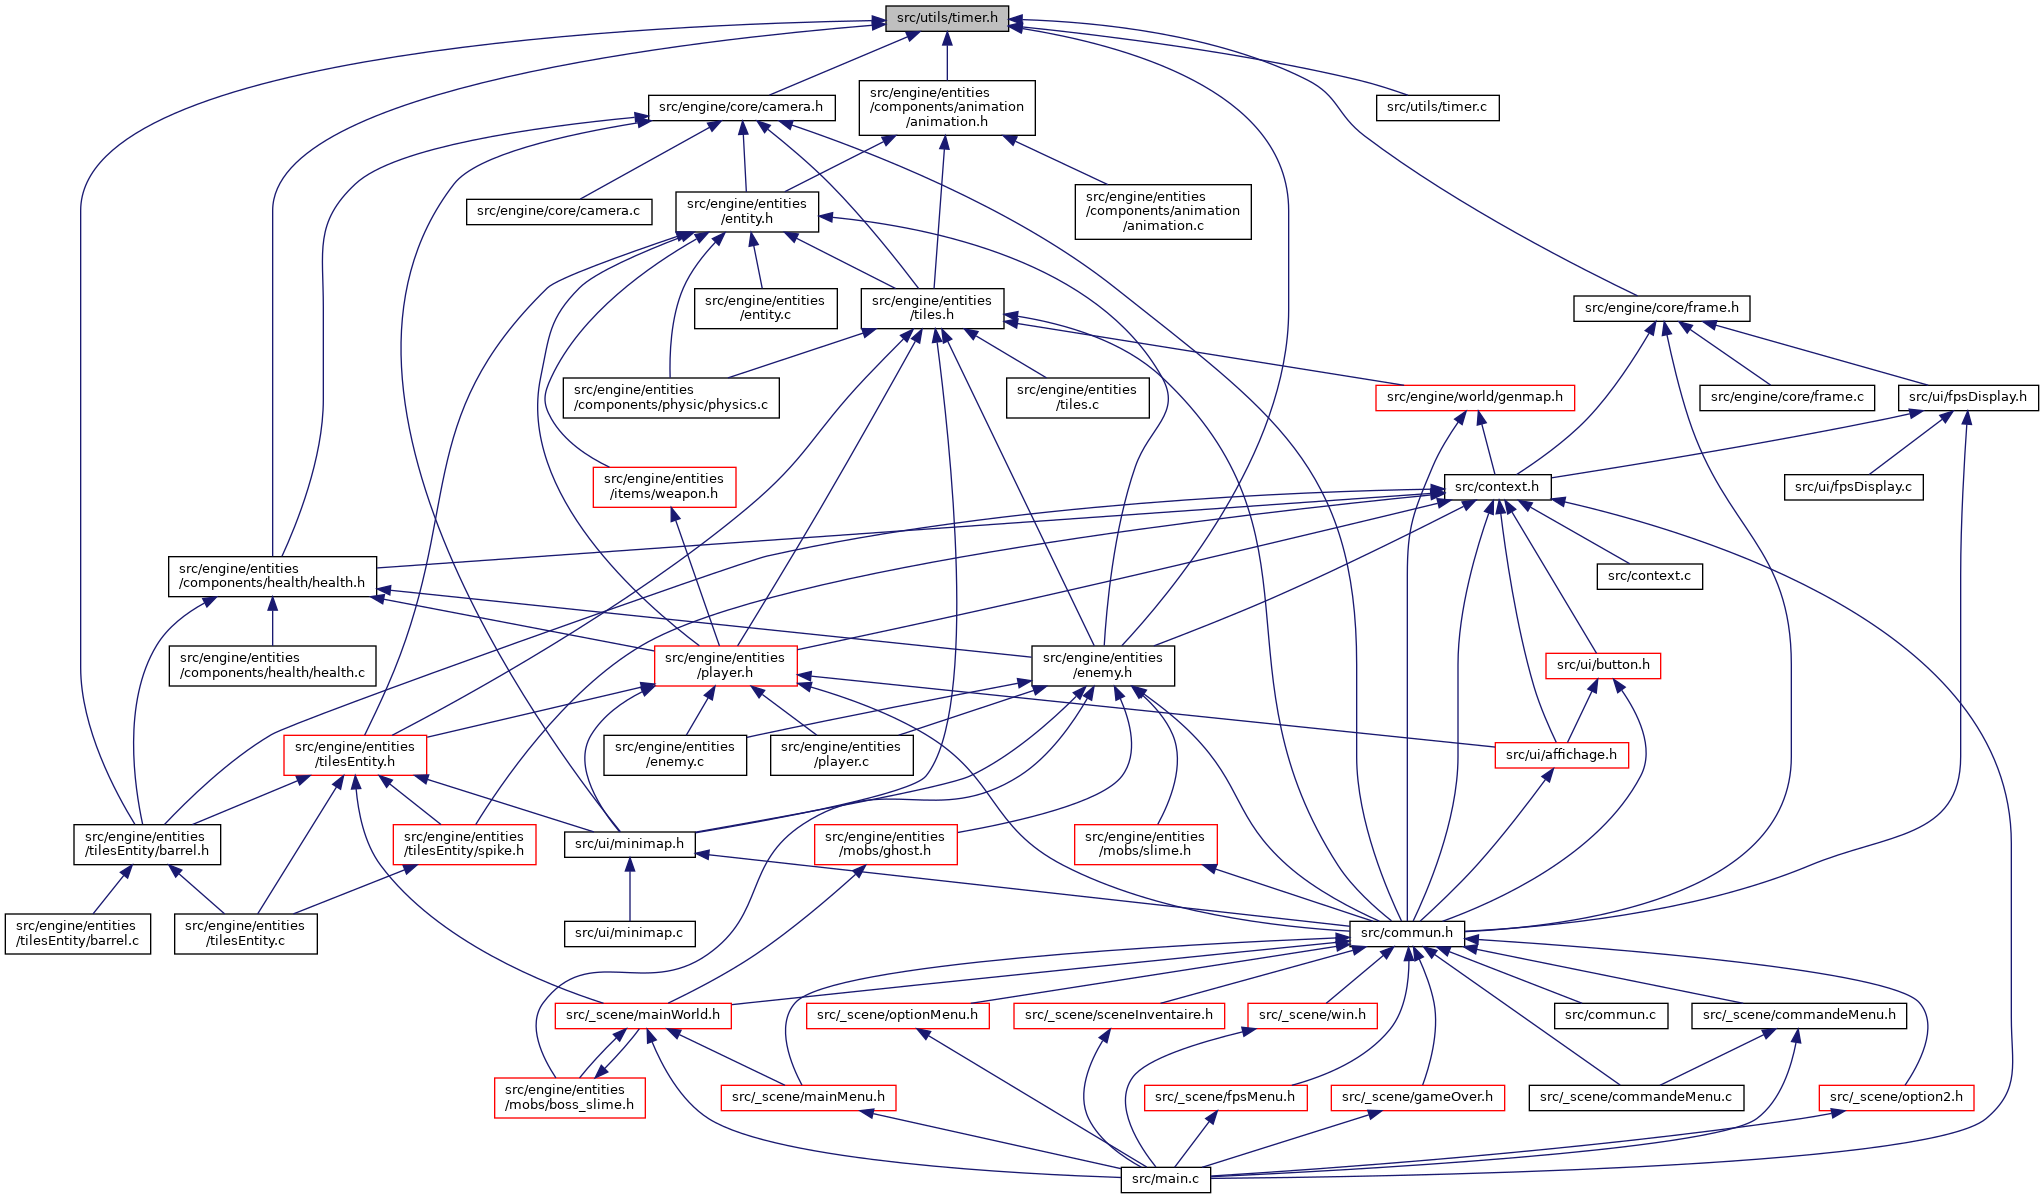 src/utils/timer.h
src/engine/core/camera.h
src/engine/entities
/components/animation
/animation.h
src/utils/timer.c
src/engine/core/camera.c
src/engine/entities
/entity.h
src/engine/entities
/components/animation
/animation.c
src/engine/entities
/entity.c
src/engine/entities
/tiles.h
src/engine/core/frame.h
src/engine/entities
/components/physic/physics.c
src/engine/entities
/tiles.c
src/engine/world/genmap.h
src/engine/core/frame.c
src/ui/fpsDisplay.h
src/engine/entities
/items/weapon.h
src/context.h
src/ui/fpsDisplay.c
src/engine/entities
/components/health/health.h
src/context.c
src/engine/entities
/components/health/health.c
src/engine/entities
/player.h
src/engine/entities
/enemy.h
src/ui/button.h
src/engine/entities
/tilesEntity.h
src/engine/entities
/enemy.c
src/engine/entities
/player.c
src/ui/affichage.h
src/engine/entities
/tilesEntity/barrel.h
src/engine/entities
/tilesEntity/spike.h
src/ui/minimap.h
src/engine/entities
/mobs/ghost.h
src/engine/entities
/mobs/slime.h
src/engine/entities
/tilesEntity/barrel.c
src/engine/entities
/tilesEntity.c
src/ui/minimap.c
src/commun.h
src/_scene/mainWorld.h
src/_scene/optionMenu.h
src/_scene/sceneInventaire.h
src/_scene/win.h
src/commun.c
src/_scene/commandeMenu.h
src/engine/entities
/mobs/boss_slime.h
src/_scene/mainMenu.h
src/_scene/fpsMenu.h
src/_scene/gameOver.h
src/_scene/commandeMenu.c
src/_scene/option2.h
src/main.c